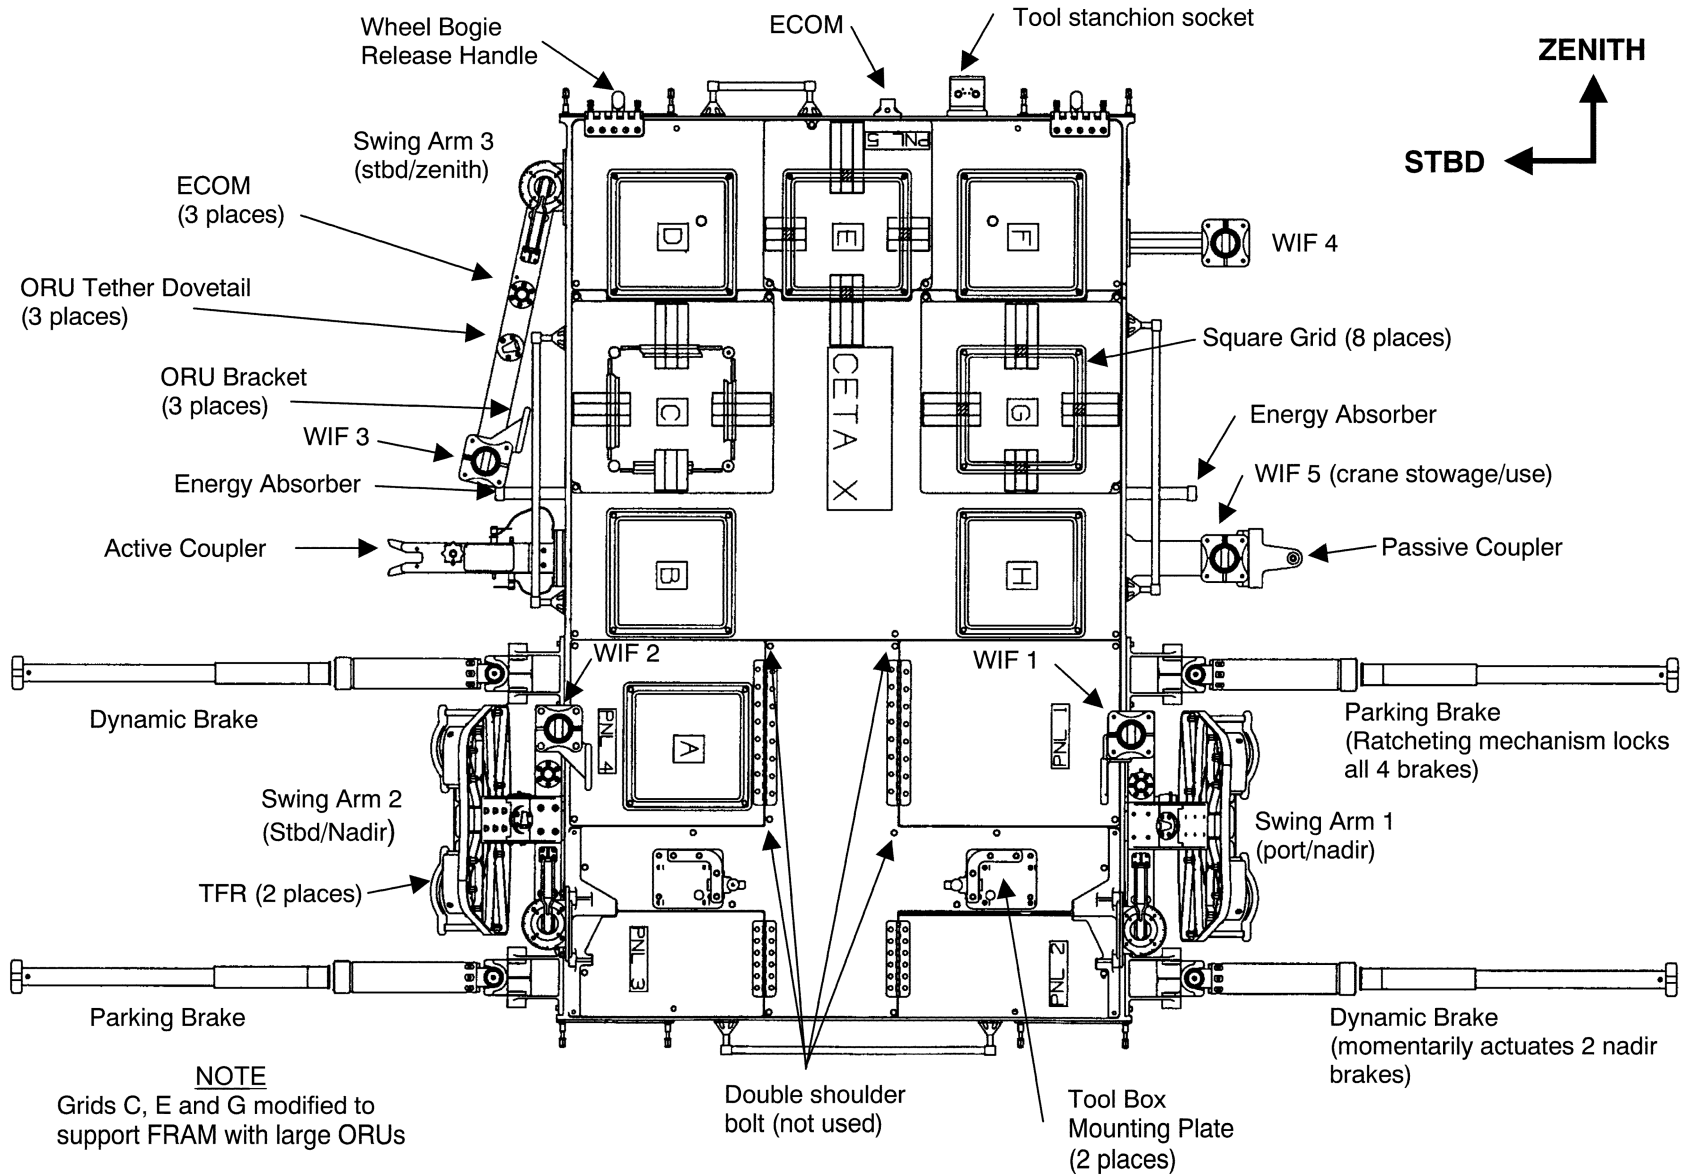 Wheel Bogie
Release Handle
ECOM
Tool stanchion socket
ZENITH
STBD
Swing Arm 3
(stbd/zenith)
PNL 5
ECOM
(3 places)
D
E
F
WIF 4
ORU Tether Dovetail
(3 places)
Square Grid (8 places)
ORU Bracket
(3 places)
CETA X
C
G
WIF 3
Energy Absorber
Energy Absorber
WIF 5 (crane stowage/use)
Active Coupler
Passive Coupler
B
H
WIF 2
WIF 1
Dynamic Brake
Parking Brake
(Ratcheting mechanism locks
all 4 brakes)
PNL 4
A
PNL 1
Swing Arm 2
(Stbd/Nadir)
Swing Arm 1
(port/nadir)
TFR (2 places)
PNL 3
PNL 2
Parking Brake
Dynamic Brake
(momentarily actuates 2 nadir
brakes)
NOTE
Grids C, E and G modified to
support FRAM with large ORUs
Double shoulder
bolt (not used)
Tool Box
Mounting Plate
(2 places)